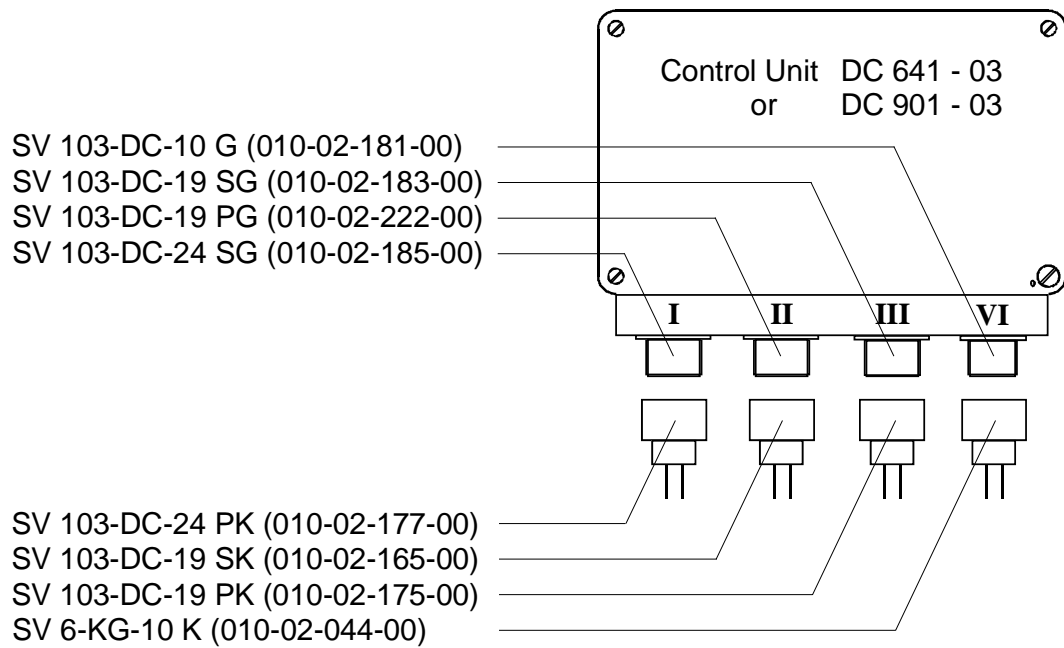 Control Unit DC 641 - 03
or DC 901 - 03
SV 103-DC-10 G (010-02-181-00)
SV 103-DC-19 SG (010-02-183-00)
SV 103-DC-19 PG (010-02-222-00)
SV 103-DC-24 SG (010-02-185-00)
I II III VI
SV 103-DC-24 PK (010-02-177-00)
SV 103-DC-19 SK (010-02-165-00)
SV 103-DC-19 PK (010-02-175-00)
SV 6-KG-10 K (010-02-044-00)